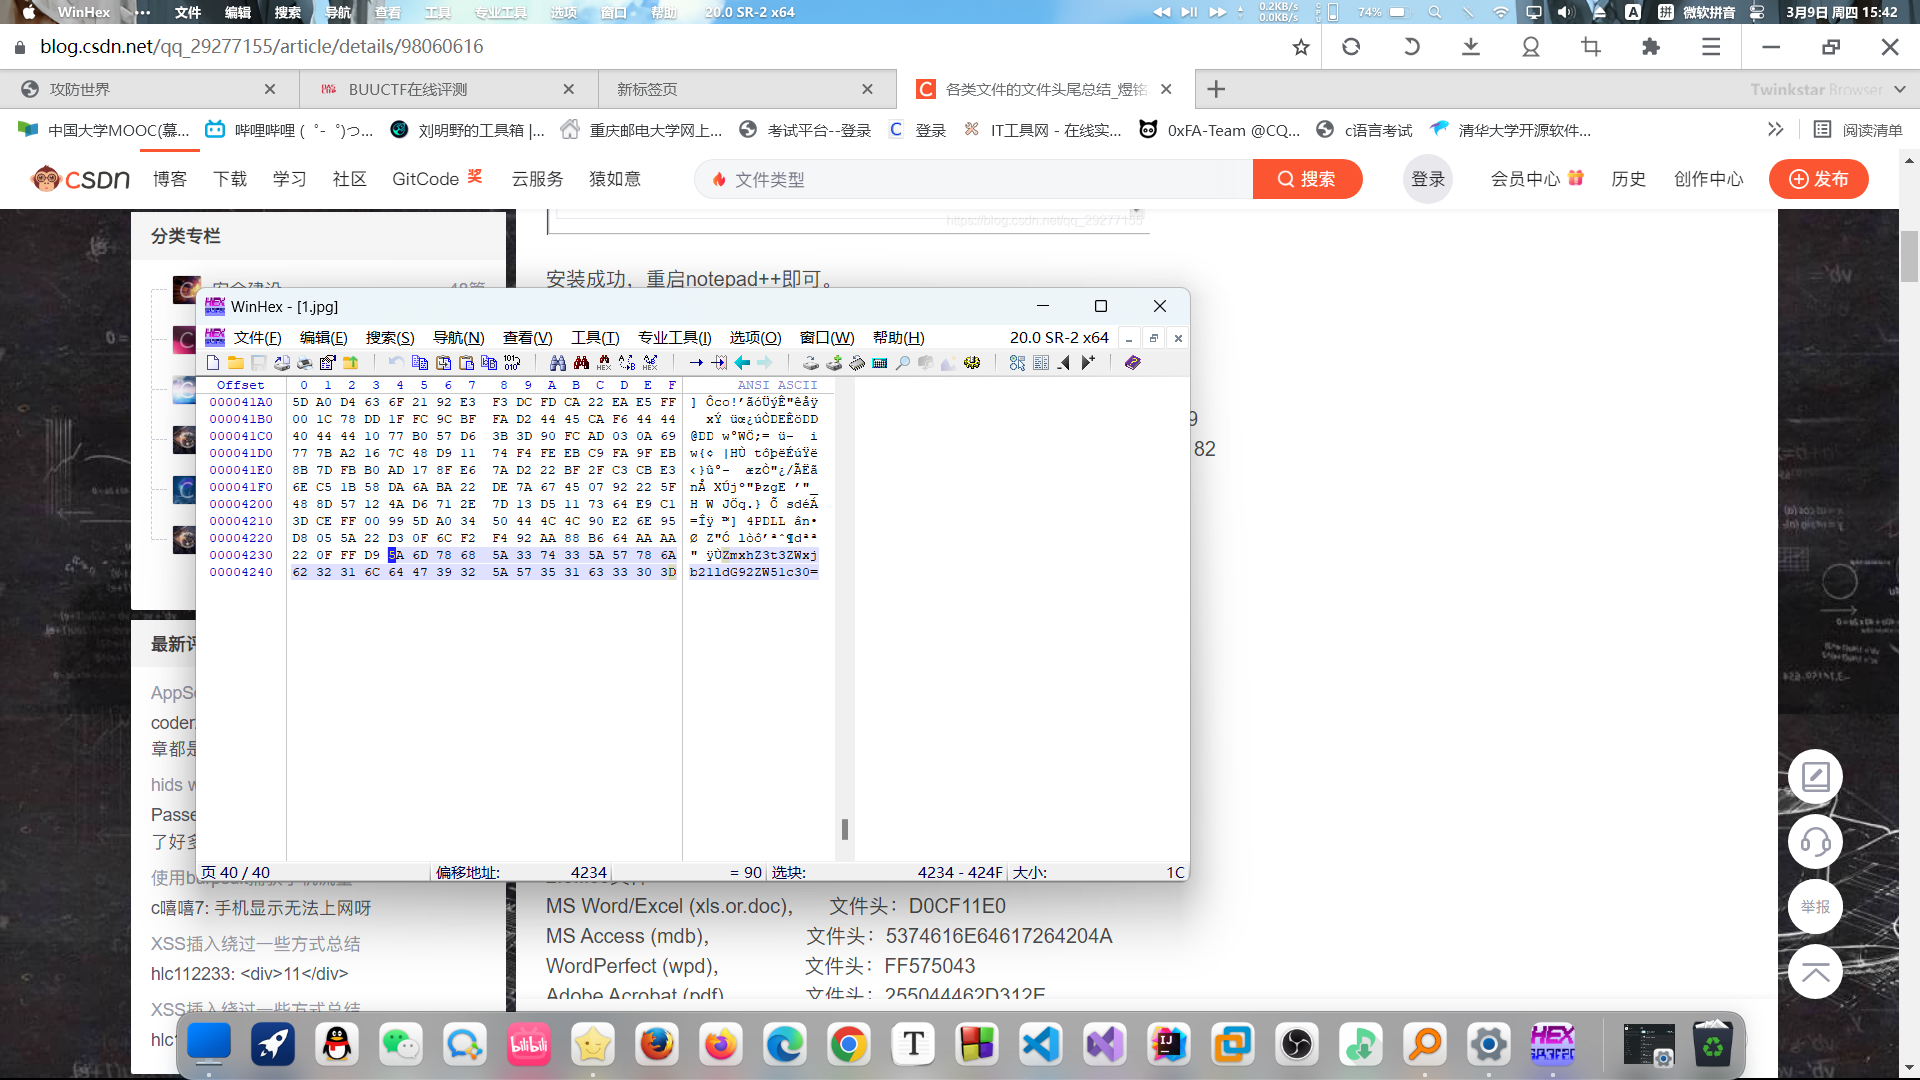 WinHex ··· 文件 编辑 搜索 导航 查看 工具 专业工具 选项 窗口 帮助 20.0 SR-2 x64 0.2KB/s 0.0KB/s 74% A 拼 微软拼音 3月9日 周四 15:42
blog.csdn.net/qq_29277155/article/details/98060616
攻防世界 BUUCTF在线评测 新标签页 各类文件的文件头尾总结_煜铭 Twinkstar Browser
中国大学MOOC(慕... 哔哩哔哩 ( ゜- ゜)つ... 刘明野的工具箱 |... 重庆邮电大学网上... 考试平台--登录 登录 IT工具网 - 在线实... 0xFA-Team @CQ... c语言考试 清华大学开源软件... 阅读清单
CSDN 博客 下载 学习 社区 GitCode 奖 云服务 猿如意 文件类型 搜索 登录 会员中心 历史 创作中心 发布
https://blog.csdn.net/qq_29277155
分类专栏
安装成功，重启notepad++即可。
WinHex - [1.jpg]
文件(F) 编辑(E) 搜索(S) 导航(N) 查看(V) 工具(T) 专业工具(I) 选项(O) 窗口(W) 帮助(H) 20.0 SR-2 x64
Offset 0 1 2 3 4 5 6 7 8 9 A B C D E F ANSI ASCII
000041A0 5D A0 D4 63 6F 21 92 E3 F3 DC FD CA 22 EA E5 FF ] Ôco!’ãóÜýÊ"êåÿ
000041B0 00 1C 78 DD 1F FC 9C BF FA D2 44 45 CA F6 44 44 xÝ üœ¿úÒDEÊöDD
000041C0 40 44 44 10 77 B0 57 D6 3B 3D 90 FC AD 03 0A 69 @DD w°WÖ;= ü- i
000041D0 77 7B A2 16 7C 48 D9 11 74 F4 FE EB C9 FA 9F EB w{¢ |HÙ tôþëÉúŸë
000041E0 8B 7D FB B0 AD 17 8F E6 7A D2 22 BF 2F C3 CB E3 ‹}û°- æzÒ"¿/ÃËã
000041F0 6E C5 1B 58 DA 6A BA 22 DE 7A 67 45 07 92 22 5F nÅ XÚjº"ÞzgE ’"_
00004200 48 8D 57 12 4A D6 71 2E 7D 13 D5 11 73 64 E9 C1 H W JÖq.} Õ sdéÁ
00004210 3D CE FF 00 99 5D A0 34 50 44 4C 4C 90 E2 6E 95 =Îÿ ™] 4PDLL ân•
00004220 D8 05 5A 22 D3 0F 6C F2 F4 92 AA 88 B6 64 AA AA Ø Z"Ó lòô’ªˆ¶dªª
00004230 22 0F FF D9 5A 6D 78 68 5A 33 74 33 5A 57 78 6A " ÿÙZmxhZ3t3ZWxj
00004240 62 32 31 6C 64 47 39 32 5A 57 35 31 63 33 30 3D b21ldG92ZW51c30=
页 40 / 40 偏移地址: 4234 = 90 选块: 4234 - 424F 大小: 1C
9
82
AppSe
coder
章都是
hids w
Passe
了好多
c嘻嘻7: 手机显示无法上网呀
XSS插入绕过一些方式总结
hlc112233: <div>11</div>
XSS插入绕过一些方式总结
hlc1
MS Word/Excel (xls.or.doc), 文件头：D0CF11E0
MS Access (mdb), 文件头：5374616E64617264204A
WordPerfect (wpd), 文件头：FF575043
Adobe Acrobat (pdf) 文件头：255044462D312E
举报
bilibili T IJ HEX